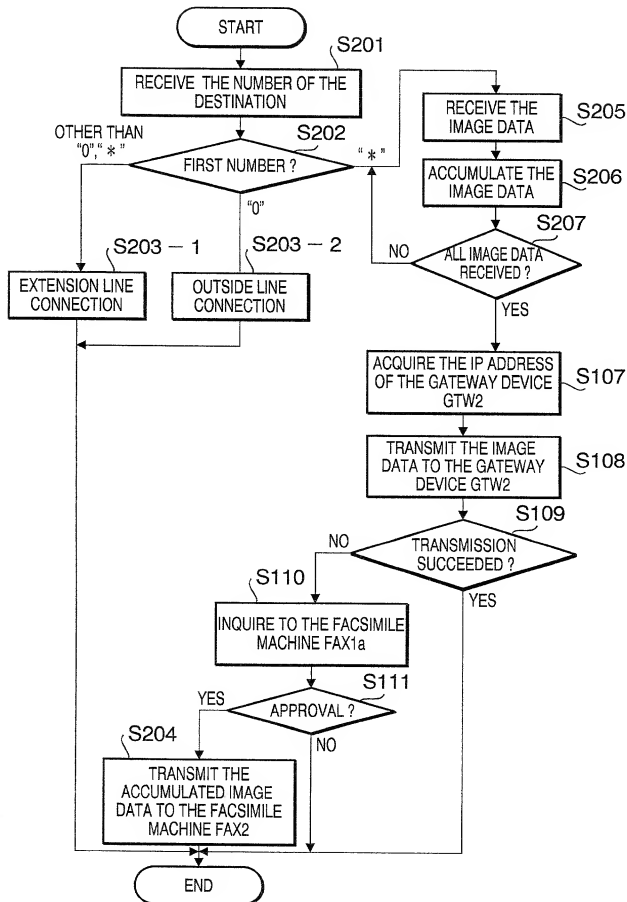 START
S201
RECEIVE THE NUMBER OF THE
DESTINATION
S202
OTHER THAN
"0","*"
FIRST NUMBER ?
"*"
"0"
S203 - 1
EXTENSION LINE
CONNECTION
S203 - 2
OUTSIDE LINE
CONNECTION
RECEIVE THE
IMAGE DATA
S205
ACCUMULATE THE
IMAGE DATA
S206
S207
NO
ALL IMAGE DATA
RECEIVED ?
YES
ACQUIRE THE IP ADDRESS
OF THE GATEWAY DEVICE
GTW2
S107
TRANSMIT THE IMAGE
DATA TO THE GATEWAY
DEVICE GTW2
S108
S109
NO
TRANSMISSION
SUCCEEDED ?
YES
S110
INQUIRE TO THE FACSIMILE
MACHINE FAX1a
S111
YES
APPROVAL ?
NO
S204
TRANSMIT THE
ACCUMULATED IMAGE
DATA TO THE FACSIMILE
MACHINE FAX2
END